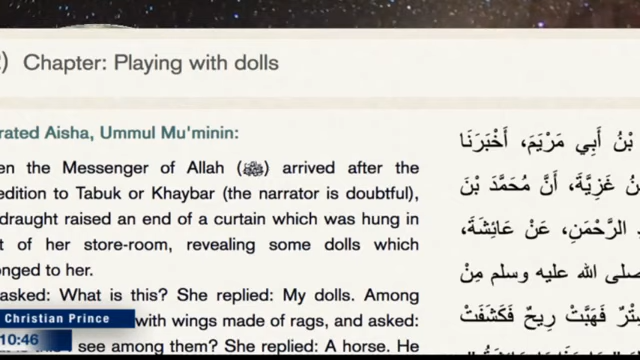 ) Chapter: Playing with dolls
rated Aisha, Ummul Mu'minin:
en the Messenger of Allah (ﷺ) arrived after the
edition to Tabuk or Khaybar (the narrator is doubtful),
draught raised an end of a curtain which was hung in
t of her store-room, revealing some dolls which
onged to her.
asked: What is this? She replied: My dolls. Among
with wings made of rags, and asked:
see among them? She replied: A horse. He
بْنُ أَبِي مَرْيَمَ، أَخْبَرَنَا
بْنُ غَزِيَّةَ، أَنَّ مُحَمَّدَ بْنَ
الرَّحْمَنِ، عَنْ عَائِشَةَ،
صلى الله عليه وسلم مِنْ
سِتْرٌ فَهَبَّتْ رِيحٌ فَكَشَفَتْ
Christian Prince
10:46